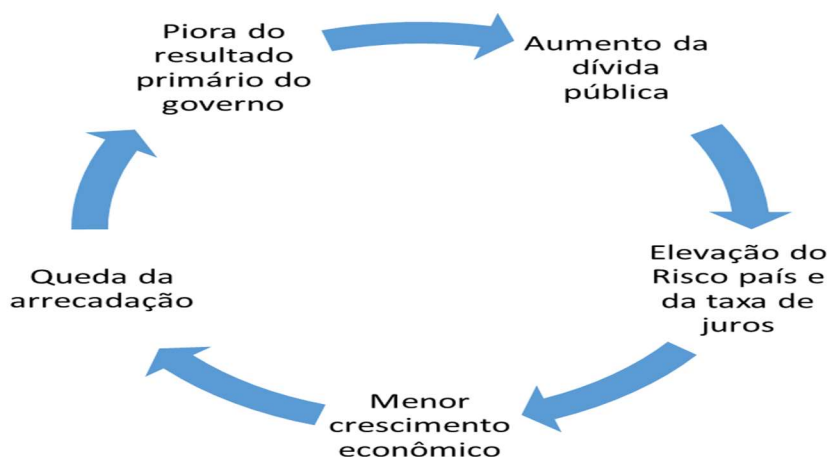 Piora do
resultado
primário do
governo
Aumento da
dívida
pública
Elevação do
Risco país e
da taxa de
juros
Menor
crescimento
econômico
Queda da
arrecadação